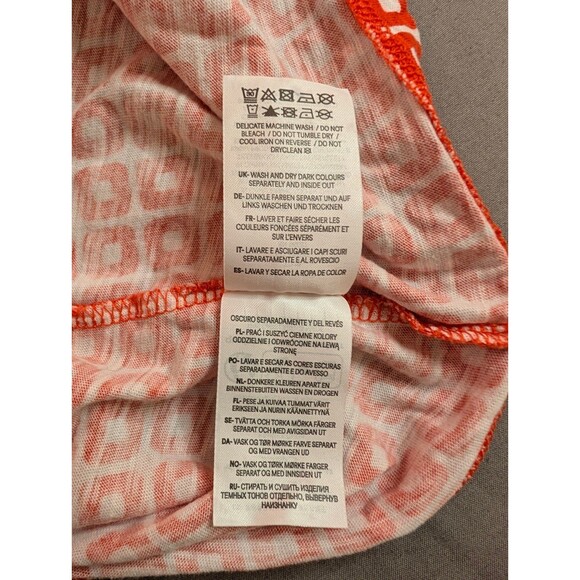 DELICATE MACHINE WASH / DO NOT
BLEACH / DO NOT TUMBLE DRY /
COOL IRON ON REVERSE / DO NOT
DRYCLEAN
UK- WASH AND DRY DARK COLOURS
SEPARATELY AND INSIDE OUT
DE- DUNKLE FARBEN SEPARAT UND AUF
LINKS WASCHEN UND TROCKNEN
FR- LAVER ET FAIRE SÉCHER LES
COULEURS FONCÉES SÉPARÉMENT ET
SUR L'ENVERS
IT- LAVARE E ASCIUGARE I CAPI SCURI
SEPARATAMENTE E AL ROVESCIO
ES- LAVAR Y SECAR LA ROPA DE COLOR
OSCURO SEPARADAMENTE Y DEL REVÉS
PL- PRAĆ I SUSZYĆ CIEMNE KOLORY
ODDZIELNIE I ODWRÓCONE NA LEWĄ
STRONĘ
PO- LAVAR E SECAR AS CORES ESCURAS
SEPARADAMENTE E DO AVESSO
NL- DONKERE KLEUREN APART EN
BINNENSTEBUITEN WASSEN EN DROGEN
FL- PESE JA KUIVAA TUMMAT VÄRIT
ERIKSEEN JA NURIN KÄÄNNETTYNÄ
SE- TVÄTTA OCH TORKA MÖRKA FÄRGER
SEPARAT OCH MED AVIGSIDAN UT
DA- VASK OG TØR MØRKE FARVE SEPARAT
OG MED VRANGEN UD
NO- VASK OG TØRK MØRKE FARGER
SEPARAT OG MED INNSIDEN UT
RU- СТИРАТЬ И СУШИТЬ ИЗДЕЛИЯ
ТЕМНЫХ ТОНОВ ОТДЕЛЬНО, ВЫВЕРНУВ
НАИЗНАНКУ